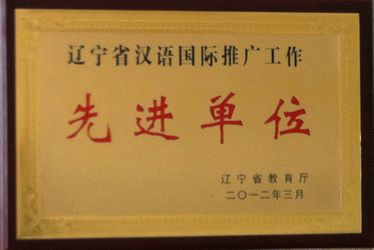 辽宁省汉语国际推广工作
先进单位
辽宁省教育厅
二〇一二年三月